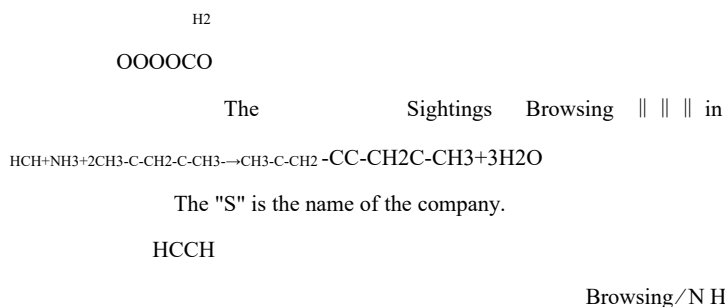 H2
OOOOCO
The Sightings Browsing ‖ ‖ ‖ in
HCH+NH3+2CH3-C-CH2-C-CH3-→CH3-C-CH2 -CC-CH2C-CH3+3H2O
The "S" is the name of the company.
HCCH
Browsing ∕ N H